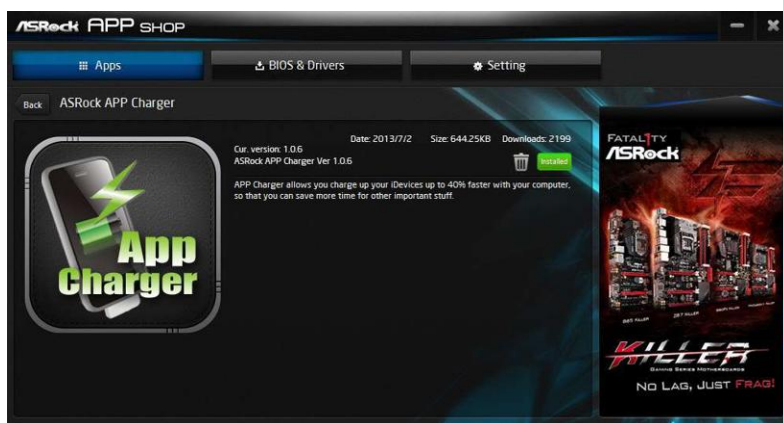 ASRock APP SHOP
Apps
BIOS & Drivers
Setting
Back
ASRock APP Charger
Date: 2013/7/2 Size: 644.25KB Downloads: 2199
Cur. version: 1.0.6
ASRock APP Charger Ver 1.0.6
Installed
APP Charger allows you charge up your iDevices up to 40% faster with your computer,
so that you can save more time for other important stuff.
App
Charger
FATAL1TY
ASRock
KILLER
GAMING SERIES MOTHERBOARDS
NO LAG, JUST FRAG!